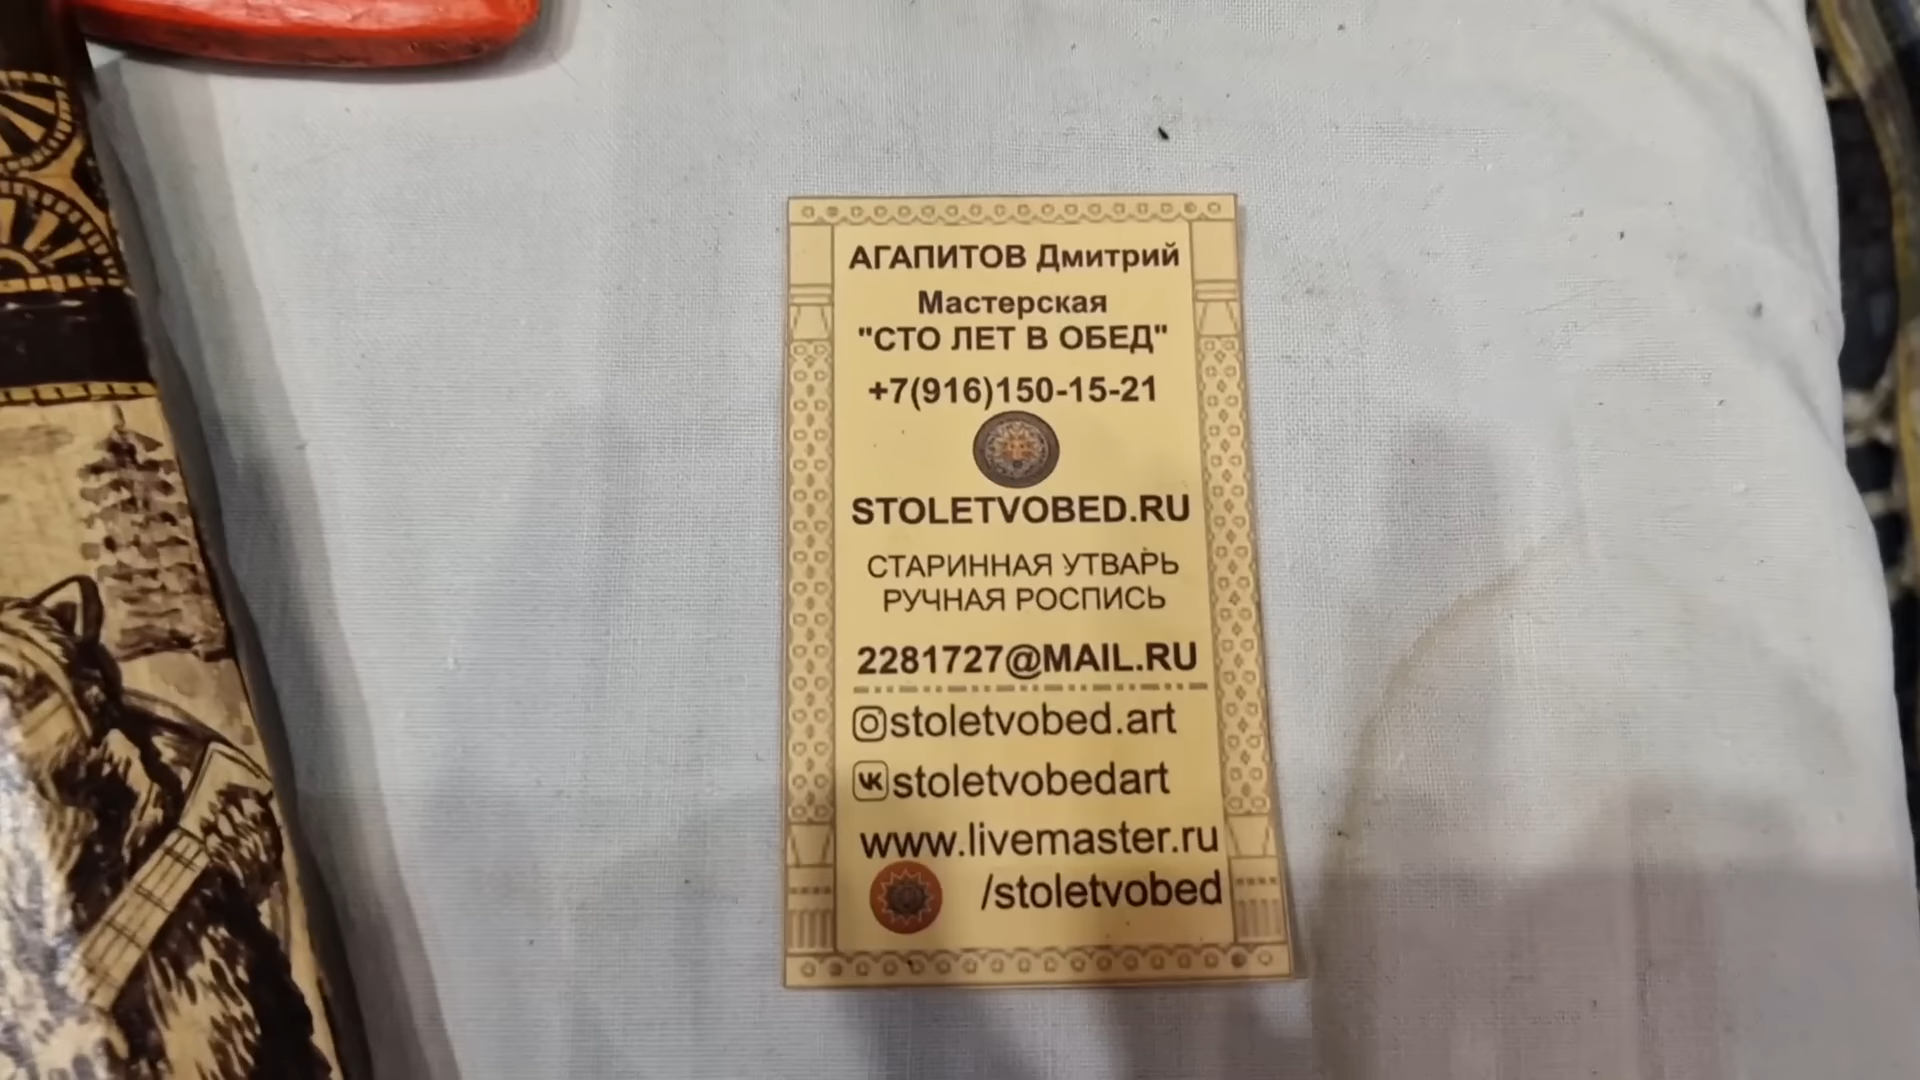 АГАПИТОВ Дмитрий
Мастерская
"СТО ЛЕТ В ОБЕД"
+7(916)150-15-21
STOLETVOBED.RU
СТАРИННАЯ УТВАРЬ
РУЧНАЯ РОСПИСЬ
2281727@MAIL.RU
stoletvobed.art
stoletvobedart
www.livemaster.ru
/stoletvobed